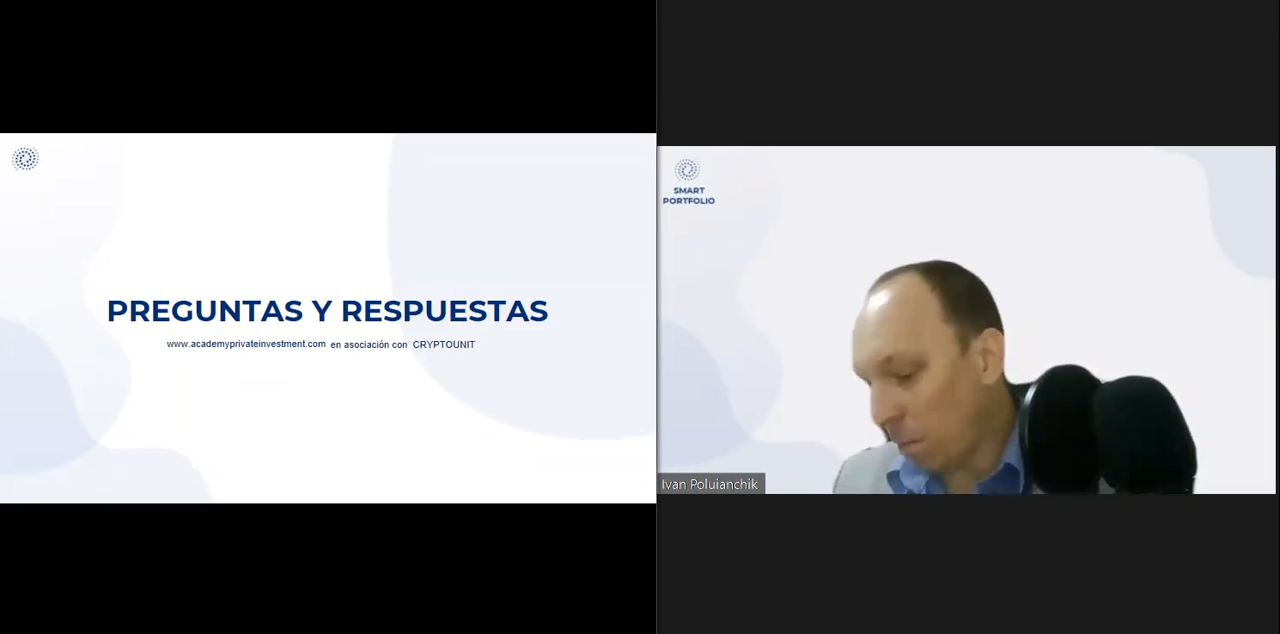 PREGUNTAS Y RESPUESTAS
www.academyprivateinvestment.com en asociación con CRYPTOUNIT
SMART
PORTFOLIO
Ivan Poluianchik